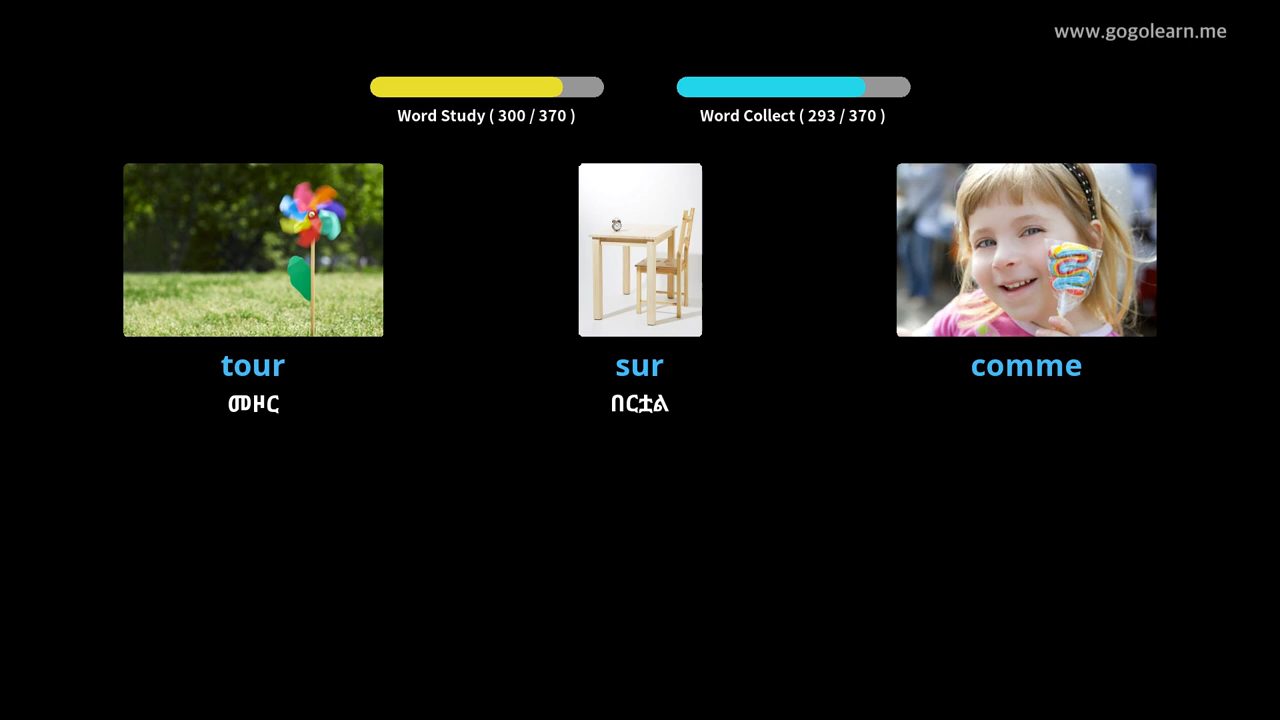 www.gogolearn.me
Word Study ( 300 / 370 )
Word Collect ( 293 / 370 )
tour
sur
comme
መዞር
በርቷል